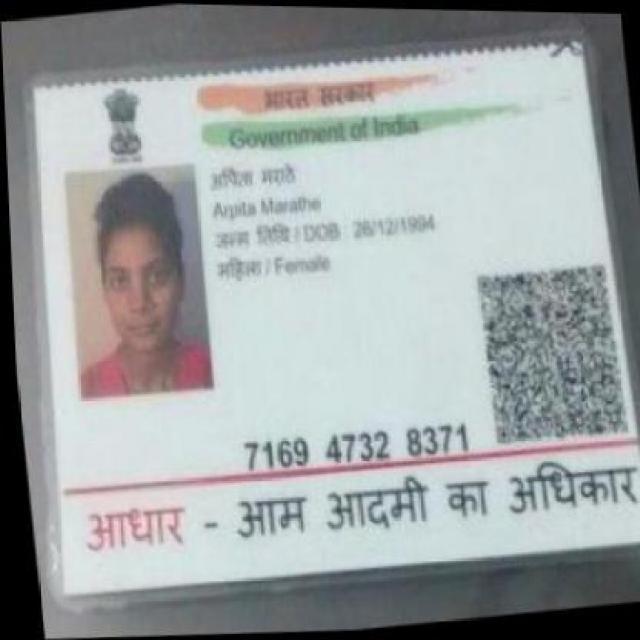 भारत सरकार
Government of India
अर्पिता मराठे
Arpita Marathe
जन्म तिथि / DOB : 26/12/1994
महिला / Female
7169 4732 8371
आधार - आम आदमी का अधिकार